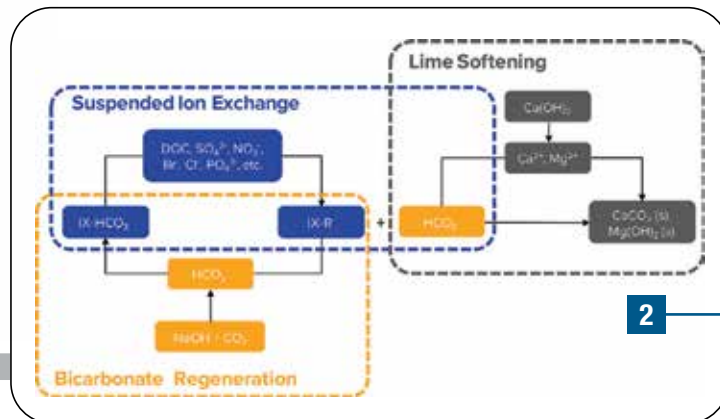 Lime Softening
Suspended Ion Exchange
Ca(OH)₂
DOC, SO₄²⁻, NO₃⁻,
Br⁻, Cl⁻, PO₄³⁻, etc.
Ca²⁺, Mg²⁺
IX-HCO₃
IX-R
+
HCO₃⁻
CaCO₃ (s)
Mg(OH)₂ (s)
HCO₃⁻
NaOH + CO₂
2
Bicarbonate Regeneration